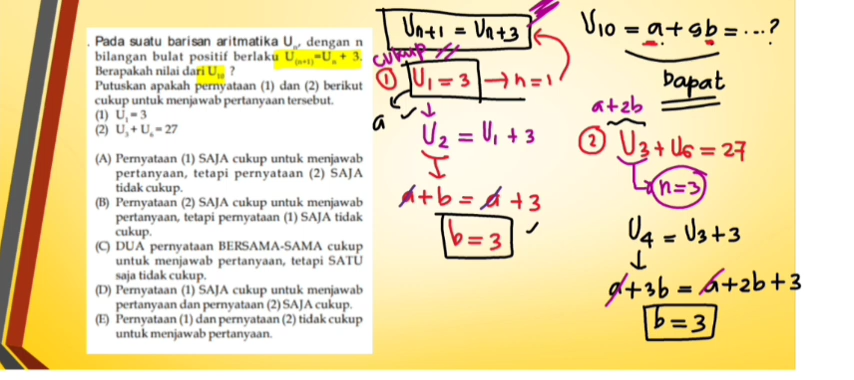 . Pada suatu barisan aritmatika Uₙ, dengan n
bilangan bulat positif berlaku U₍ₙ₊₁₎=Uₙ + 3.
Berapakah nilai dari U₁₀ ?
Putuskan apakah pernyataan (1) dan (2) berikut
cukup untuk menjawab pertanyaan tersebut.
(1) U₁= 3
(2) U₃+ U₆= 27
(A) Pernyataan (1) SAJA cukup untuk menjawab
pertanyaan, tetapi pernyataan (2) SAJA
tidak cukup.
(B) Pernyataan (2) SAJA cukup untuk menjawab
pertanyaan, tetapi pernyataan (1) SAJA tidak
cukup.
(C) DUA pernyataan BERSAMA-SAMA cukup
untuk menjawab pertanyaan, tetapi SATU
saja tidak cukup.
(D) Pernyataan (1) SAJA cukup untuk menjawab
pertanyaan dan pernyataan (2) SAJA cukup.
(E) Pernyataan (1) dan pernyataan (2) tidak cukup
untuk menjawab pertanyaan.
Un+1 = Un+3
cukup
① U₁ = 3 → n=1
a
U₂ = U₁ + 3
a+b = a +3
b=3 ✓
U10 = a+9b = ...?
Dapat
a+2b
② U₃+U₆ = 27
n=3
U₄ = U₃+3
a+3b = a+2b+3
b=3